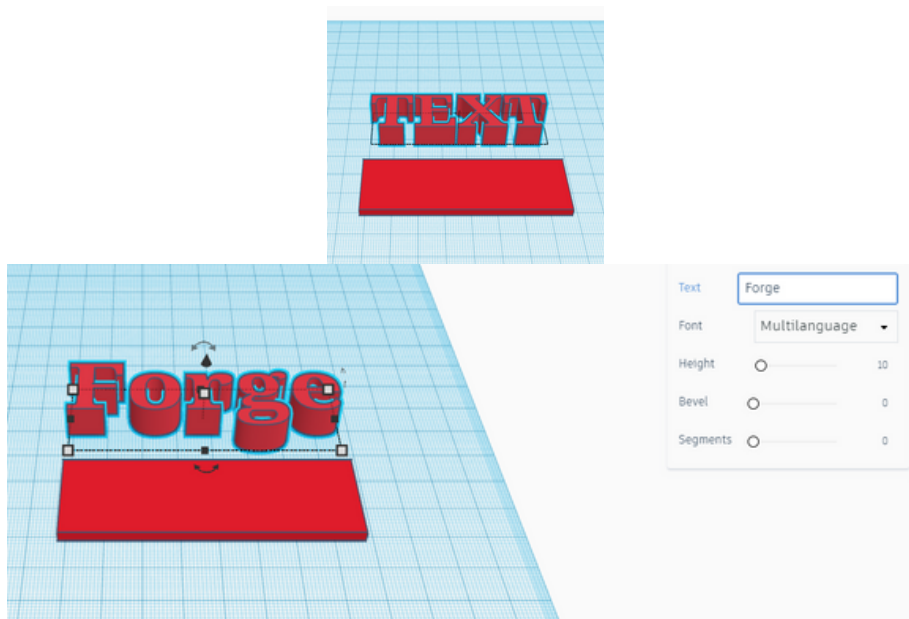 TEXT
Forge
Text Forge
Font Multilanguage
Height 10
Bevel 0
Segments 0